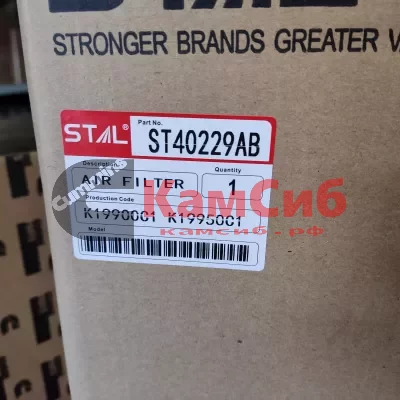 STRONGER BRANDS GREATER
STAL®
Part No.
ST40229AB
Description
Quantity
AIR FILTER
1
Production Code
K1990001 K1995001
Model
Cummins
КамСиб
камсиб.рф